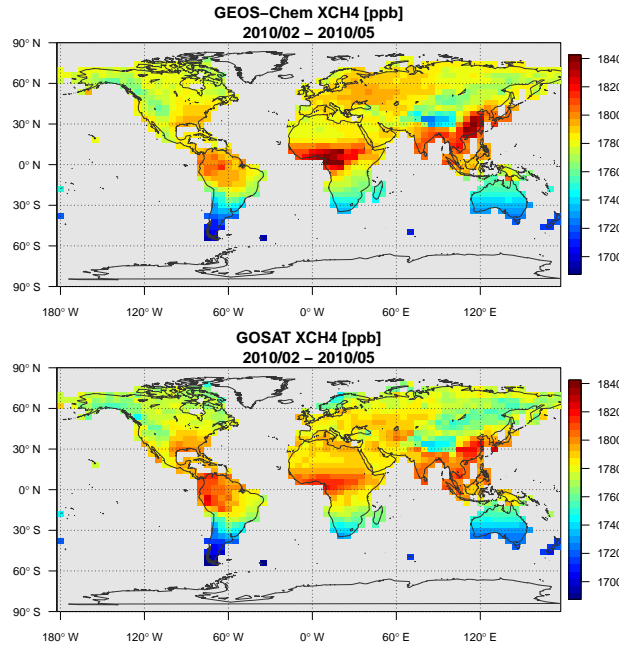 GEOS−Chem XCH4 [ppb]
2010/02 − 2010/05
90° N
60° N
30° N
0° N
30° S
60° S
90° S
180° W
120° W
60° W
0° W
60° E
120° E
1840
1820
1800
1780
1760
1740
1720
1700
GOSAT XCH4 [ppb]
2010/02 − 2010/05
90° N
60° N
30° N
0° N
30° S
60° S
90° S
180° W
120° W
60° W
0° W
60° E
120° E
1840
1820
1800
1780
1760
1740
1720
1700